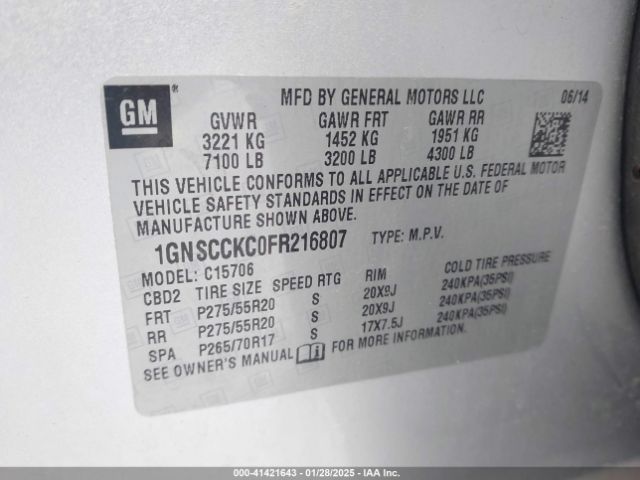 GM ®
MFD BY GENERAL MOTORS LLC 06/14
GVWR GAWR FRT GAWR RR
3221 KG 1452 KG 1951 KG
7100 LB 3200 LB 4300 LB
THIS VEHICLE CONFORMS TO ALL APPLICABLE U.S. FEDERAL MOTOR
VEHICLE SAFETY STANDARDS IN EFFECT ON THE DATE OF
MANUFACTURE SHOWN ABOVE.
1GNSCCKC0FR216807 TYPE: M.P.V.
MODEL: C15706
CBD2 TIRE SIZE SPEED RTG RIM COLD TIRE PRESSURE
FRT P275/55R20 S 20X9J 240KPA(35PSI)
RR P275/55R20 S 20X9J 240KPA(35PSI)
SPA P265/70R17 S 17X7.5J 240KPA(35PSI)
SEE OWNER'S MANUAL FOR MORE INFORMATION.
000-41421643 | 01/28/2025 - IAA Inc.